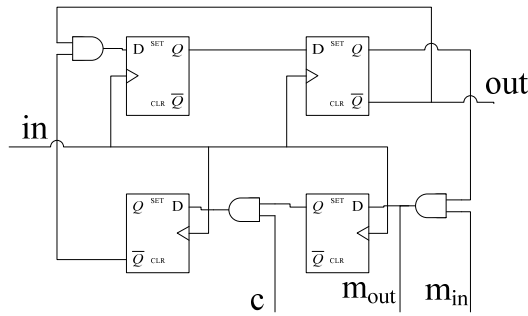 D SET Q D SET Q
CLR Q̅ CLR Q̅
out
in
Q SET D Q SET D
Q̅ CLR Q̅ CLR
c m_out m_in